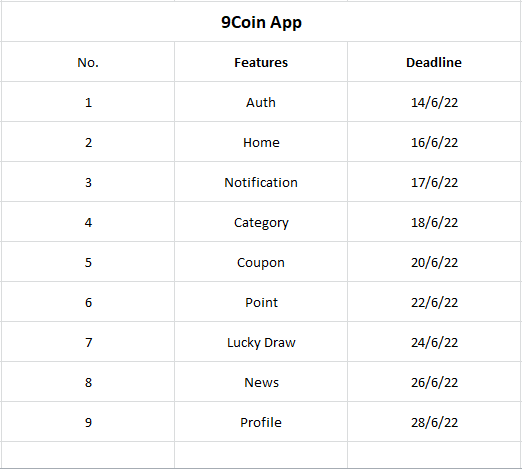 9Coin App
No. Features Deadline
1 Auth 14/6/22
2 Home 16/6/22
3 Notification 17/6/22
4 Category 18/6/22
5 Coupon 20/6/22
6 Point 22/6/22
7 Lucky Draw 24/6/22
8 News 26/6/22
9 Profile 28/6/22